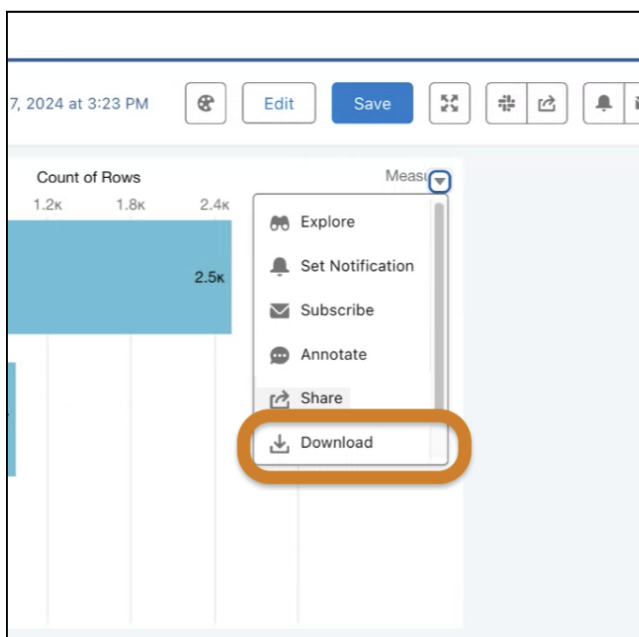 7, 2024 at 3:23 PM Edit Save
Count of Rows
1.2K 1.8K 2.4K
2.5K
Explore
Set Notification
Subscribe
Annotate
Share
Download